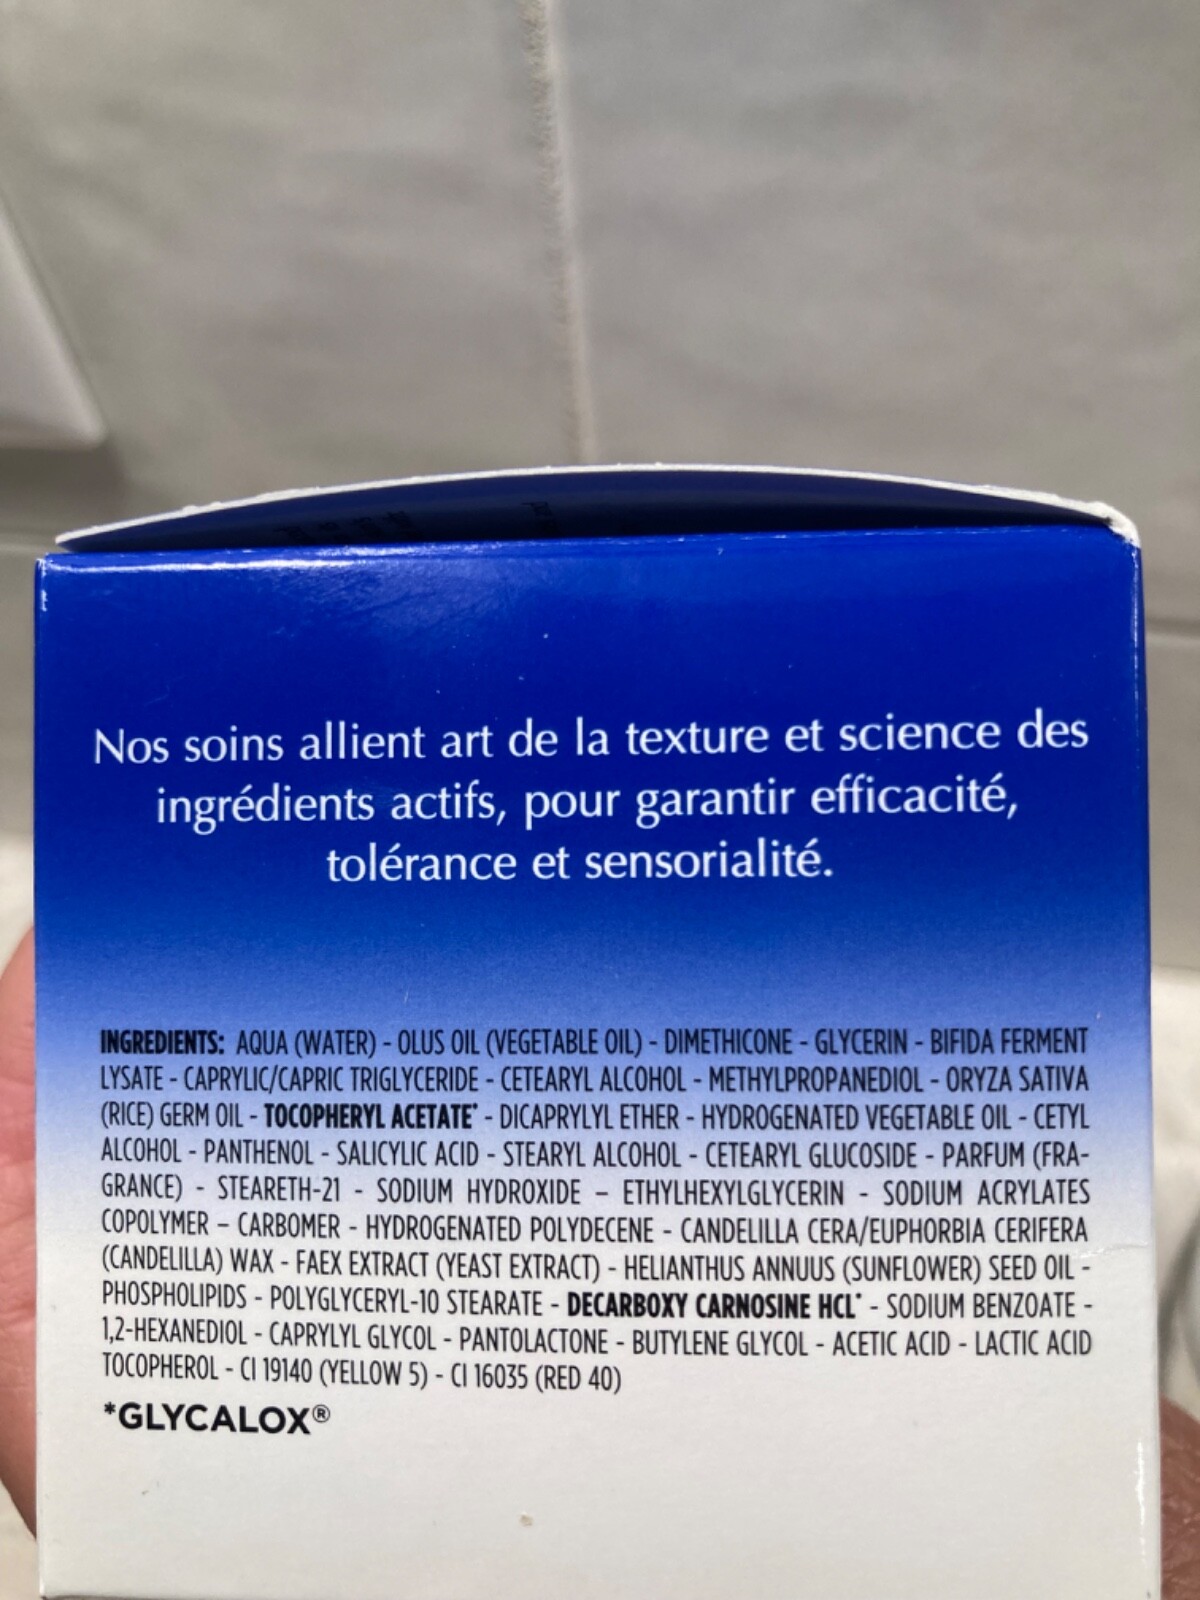 Nos soins allient art de la texture et science des
ingrédients actifs, pour garantir efficacité,
tolérance et sensorialité.
INGREDIENTS: AQUA (WATER) - OLUS OIL (VEGETABLE OIL) - DIMETHICONE - GLYCERIN - BIFIDA FERMENT
LYSATE - CAPRYLIC/CAPRIC TRIGLYCERIDE - CETEARYL ALCOHOL - METHYLPROPANEDIOL - ORYZA SATIVA
(RICE) GERM OIL - TOCOPHERYL ACETATE* - DICAPRYLYL ETHER - HYDROGENATED VEGETABLE OIL - CETYL
ALCOHOL - PANTHENOL - SALICYLIC ACID - STEARYL ALCOHOL - CETEARYL GLUCOSIDE - PARFUM (FRA-
GRANCE) - STEARETH-21 - SODIUM HYDROXIDE – ETHYLHEXYLGLYCERIN - SODIUM ACRYLATES
COPOLYMER – CARBOMER - HYDROGENATED POLYDECENE - CANDELILLA CERA/EUPHORBIA CERIFERA
(CANDELILLA) WAX - FAEX EXTRACT (YEAST EXTRACT) - HELIANTHUS ANNUUS (SUNFLOWER) SEED OIL -
PHOSPHOLIPIDS - POLYGLYCERYL-10 STEARATE - DECARBOXY CARNOSINE HCL* - SODIUM BENZOATE -
1,2-HEXANEDIOL - CAPRYLYL GLYCOL - PANTOLACTONE - BUTYLENE GLYCOL - ACETIC ACID - LACTIC ACID
TOCOPHEROL - CI 19140 (YELLOW 5) - CI 16035 (RED 40)
*GLYCALOX®